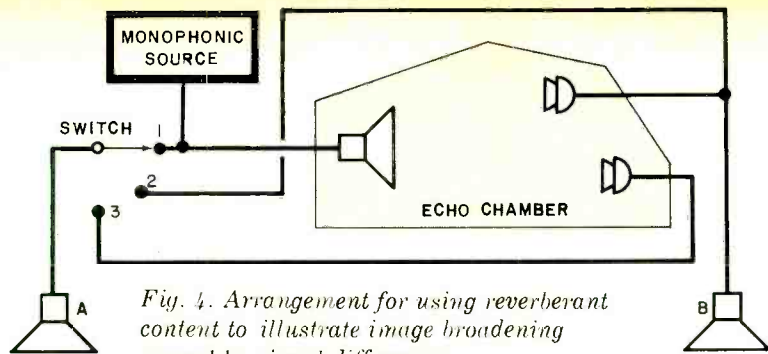 MONOPHONIC
SOURCE
SWITCH
1
2
3
ECHO CHAMBER
A
B
Fig. 4. Arrangement for using reverberant
content to illustrate image broadening